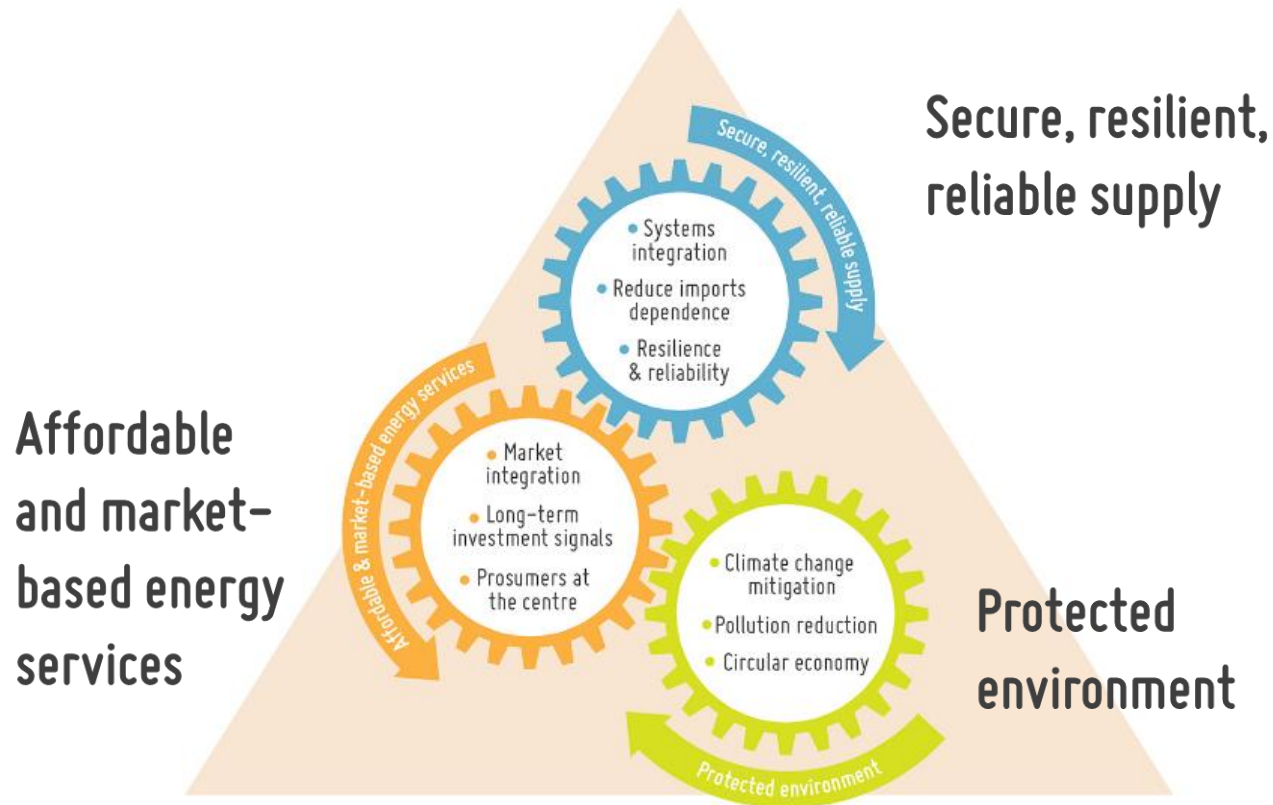 Secure, resilient,
reliable supply
Secure, resilient, reliable supply
• Systems
integration
• Reduce imports
dependence
• Resilience
& reliability
Affordable
and market-
based energy
services
Affordable & market-based energy services
• Market
integration
• Long-term
investment signals
• Prosumers at
the centre
• Climate change
mitigation
• Pollution reduction
• Circular economy
Protected
environment
Protected environment